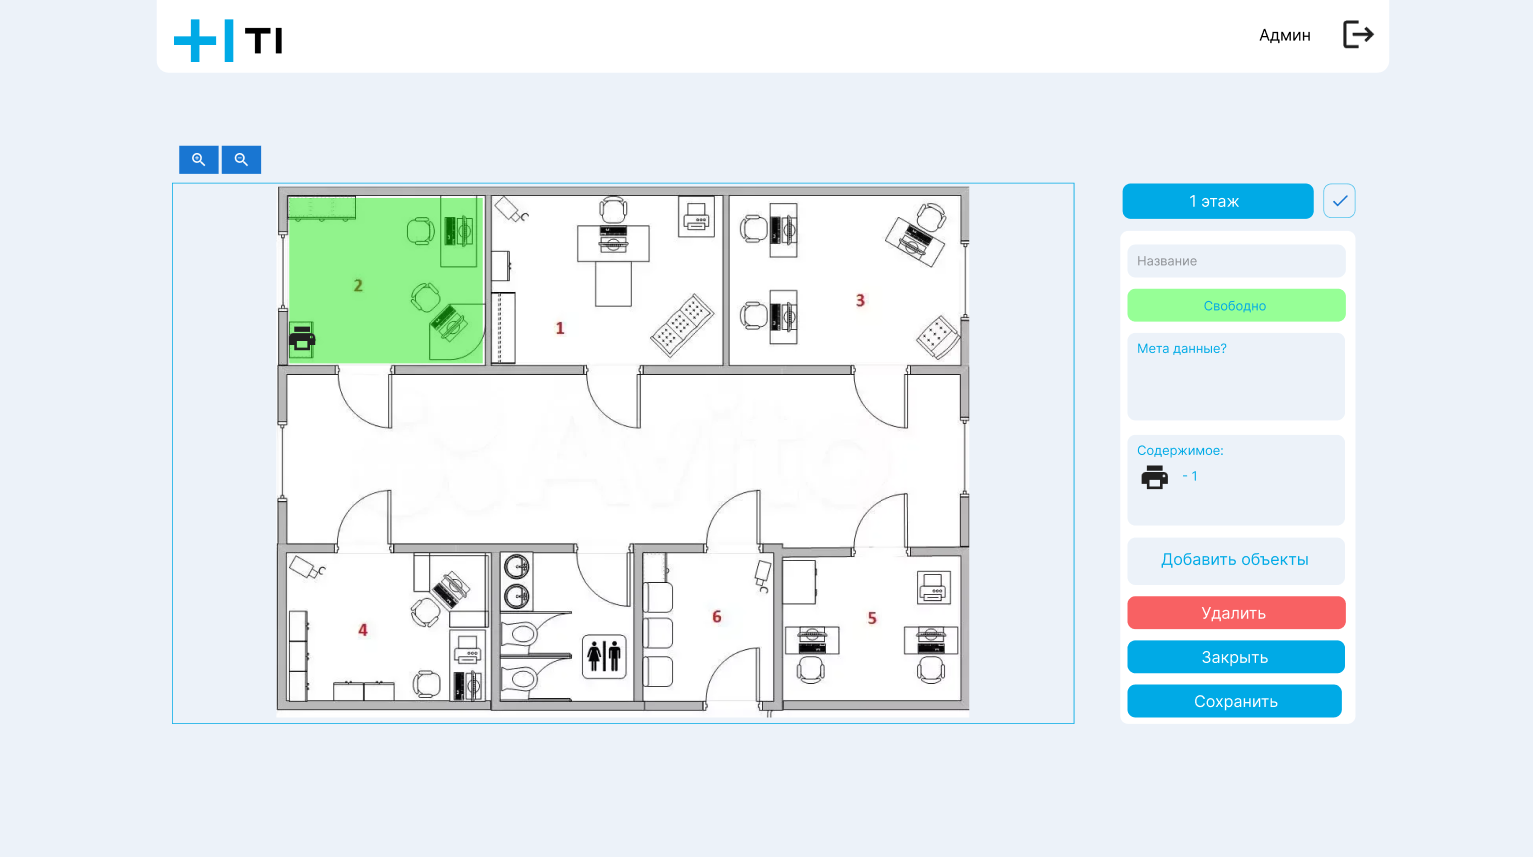 TI
Админ
1 этаж
Название
Свободно
Мета данные?
Содержимое:
- 1
Добавить объекты
Удалить
Закрыть
Сохранить
2
1
3
Avito
4
6
5